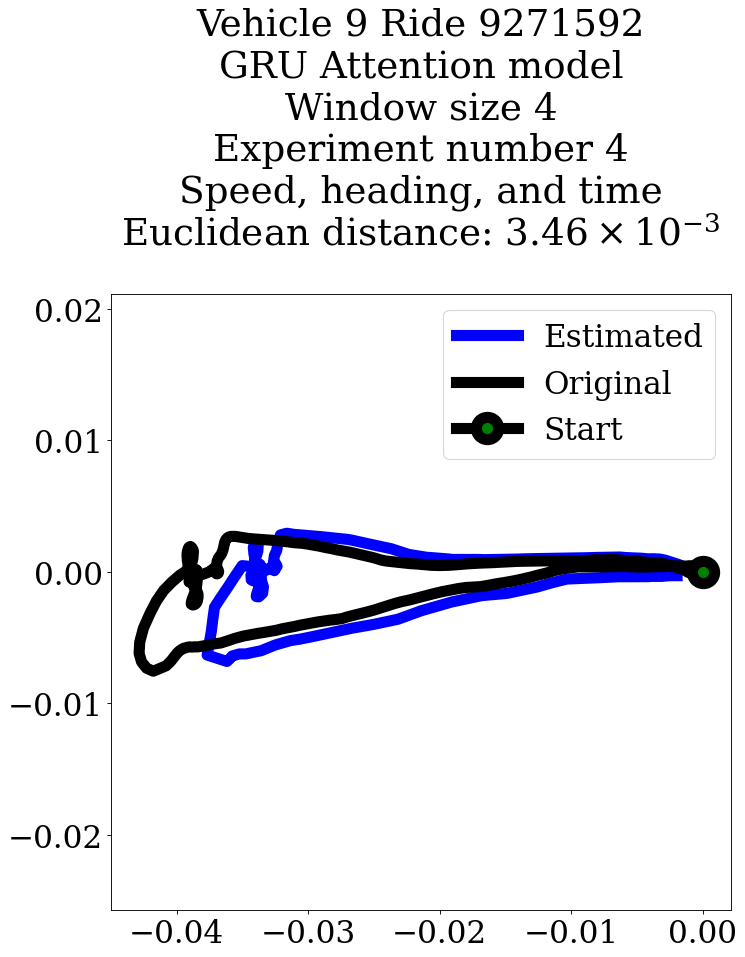 Vehicle 9 Ride 9271592
GRU Attention model
Window size 4
Experiment number 4
Speed, heading, and time
Euclidean distance: 3.46 × 10⁻³
0.02
0.01
0.00
−0.01
−0.02
Estimated
Original
Start
−0.04
−0.03
−0.02
−0.01
0.00